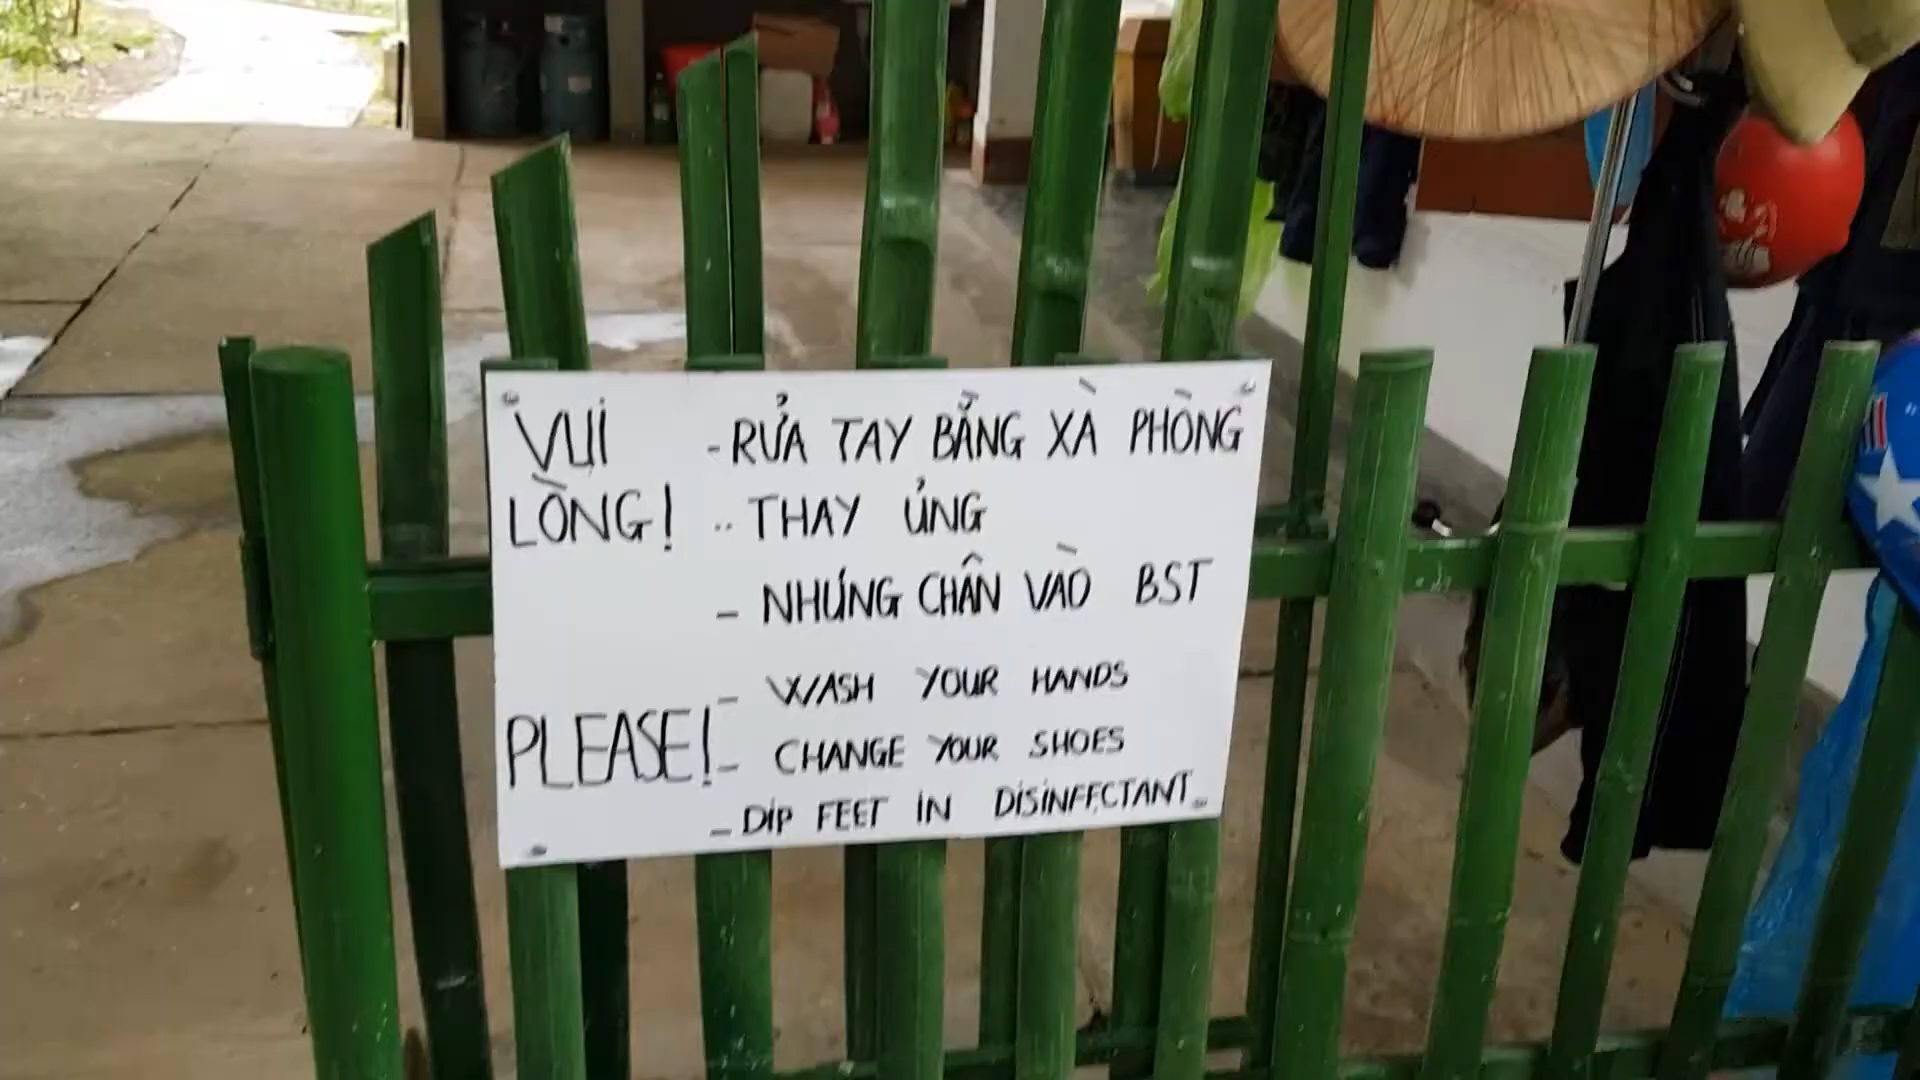 VUI - RỬA TAY BẰNG XÀ PHÒNG
LÒNG! - THAY ỦNG
- NHÚNG CHÂN VÀO BST
- WASH YOUR HANDS
PLEASE! - CHANGE YOUR SHOES
- DIP FEET IN DISINFECTANT